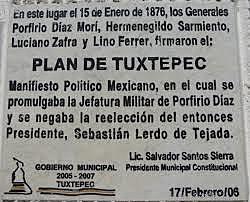 En este lugar el 15 de Enero de 1876, los Generales
Porfirio Díaz Morí, Hermenegildo Sarmiento,
Luciano Zafra y Lino Ferrer, firmaron el:
PLAN DE TUXTEPEC
Manifiesto Político Mexicano, en el cual se
promulgaba la Jefatura Militar de Porfirio Díaz
y se negaba la reelección del entonces
Presidente, Sebastián Lerdo de Tejada.
GOBIERNO MUNICIPAL
2005 - 2007
TUXTEPEC
Lic. Salvador Santos Sierra
Presidente Municipal Constitucional
17/Febrero/06